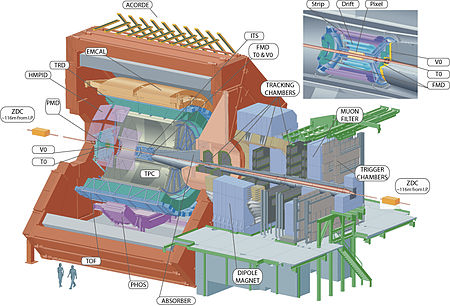 ACORDE
EMCAL
TRD
HMPID
PMD
ZDC
~116m from I.P.
V0
T0
ITS
FMD
T0 & V0
TRACKING
CHAMBERS
Strip
Drift
Pixel
V0
T0
FMD
MUON
FILTER
TRIGGER
CHAMBERS
ZDC
~116m from I.P.
TPC
TOF
PHOS
ABSORBER
DIPOLE
MAGNET